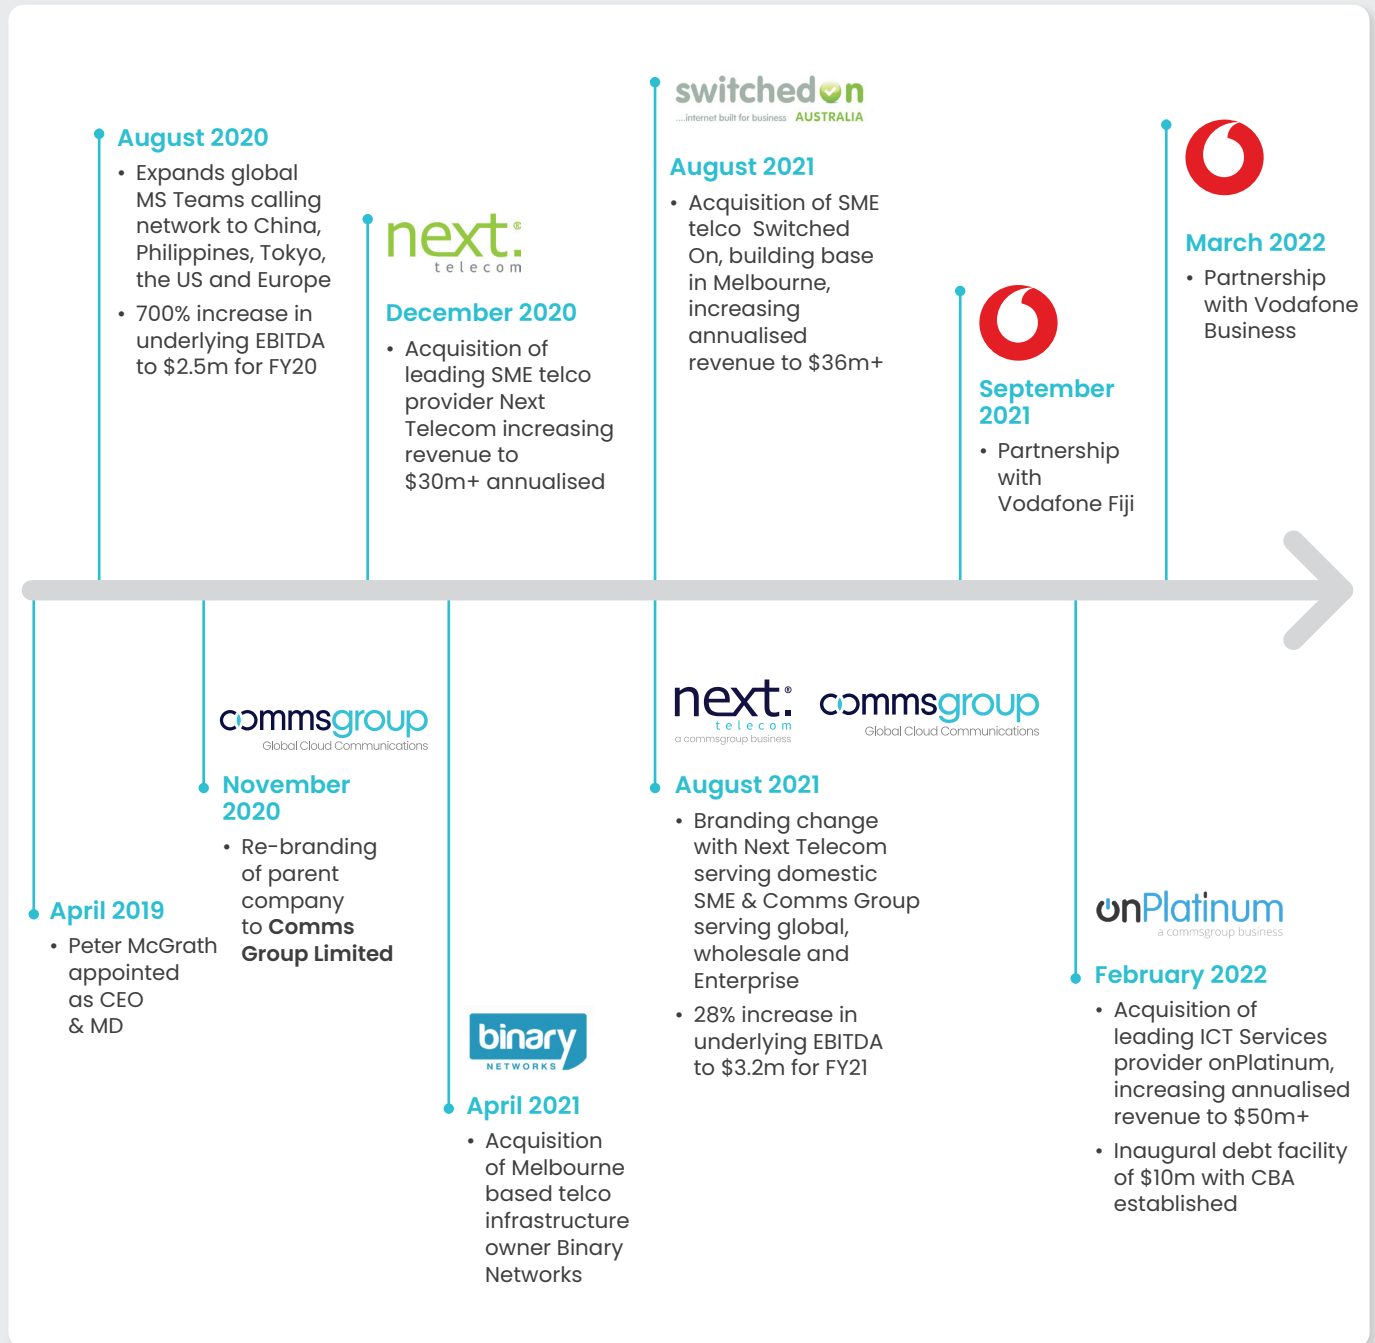 August 2020
• Expands global
MS Teams calling
network to China,
Philippines, Tokyo,
the US and Europe
• 700% increase in
underlying EBITDA
to $2.5m for FY20
next:®
telecom
December 2020
• Acquisition of
leading SME telco
provider Next
Telecom increasing
revenue to
$30m+ annualised
switchedon
....internet built for business AUSTRALIA
August 2021
• Acquisition of SME
telco Switched
On, building base
in Melbourne,
increasing
annualised
revenue to $36m+
September
2021
• Partnership
with
Vodafone Fiji
March 2022
• Partnership
with Vodafone
Business
April 2019
• Peter McGrath
appointed
as CEO
& MD
commsgroup
Global Cloud Communications
November
2020
• Re-branding
of parent
company
to Comms
Group Limited
binary
NETWORKS
April 2021
• Acquisition
of Melbourne
based telco
infrastructure
owner Binary
Networks
next:®
telecom
a commsgroup business
commsgroup
Global Cloud Communications
August 2021
• Branding change
with Next Telecom
serving domestic
SME & Comms Group
serving global,
wholesale and
Enterprise
• 28% increase in
underlying EBITDA
to $3.2m for FY21
onPlatinum
a commsgroup business
February 2022
• Acquisition of
leading ICT Services
provider onPlatinum,
increasing annualised
revenue to $50m+
• Inaugural debt facility
of $10m with CBA
established